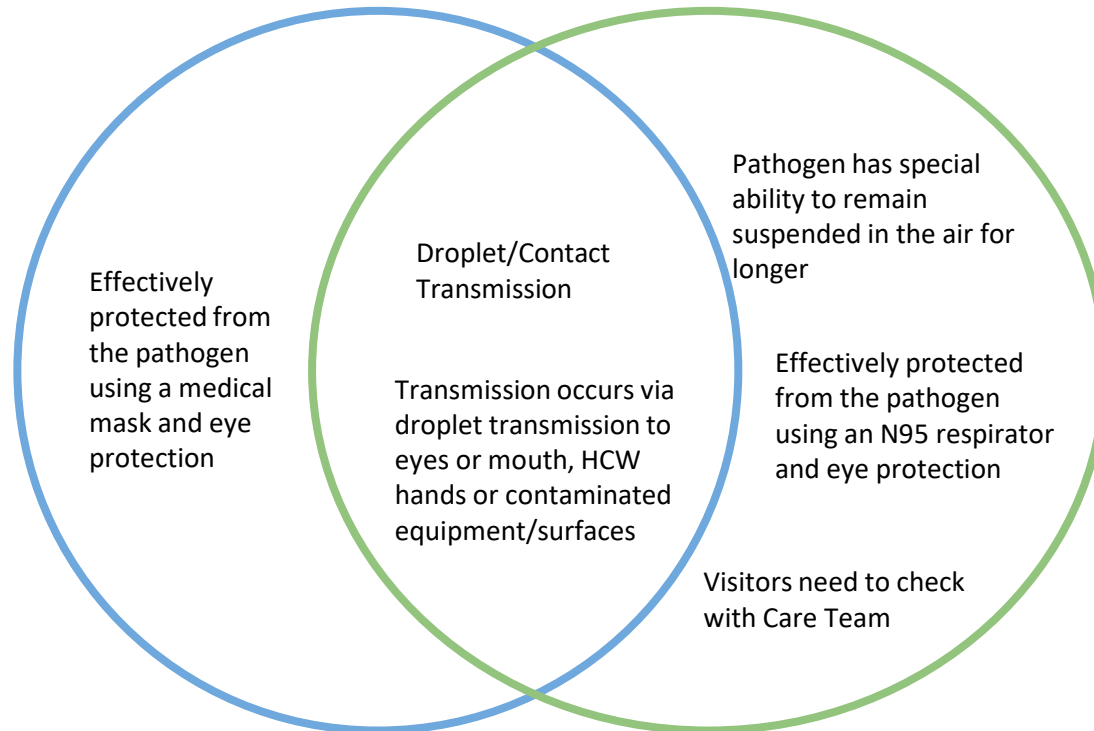 Effectively
protected from
the pathogen
using a medical
mask and eye
protection
Droplet/Contact
Transmission
Transmission occurs via
droplet transmission to
eyes or mouth, HCW
hands or contaminated
equipment/surfaces
Pathogen has special
ability to remain
suspended in the air for
longer
Effectively protected
from the pathogen
using an N95 respirator
and eye protection
Visitors need to check
with Care Team